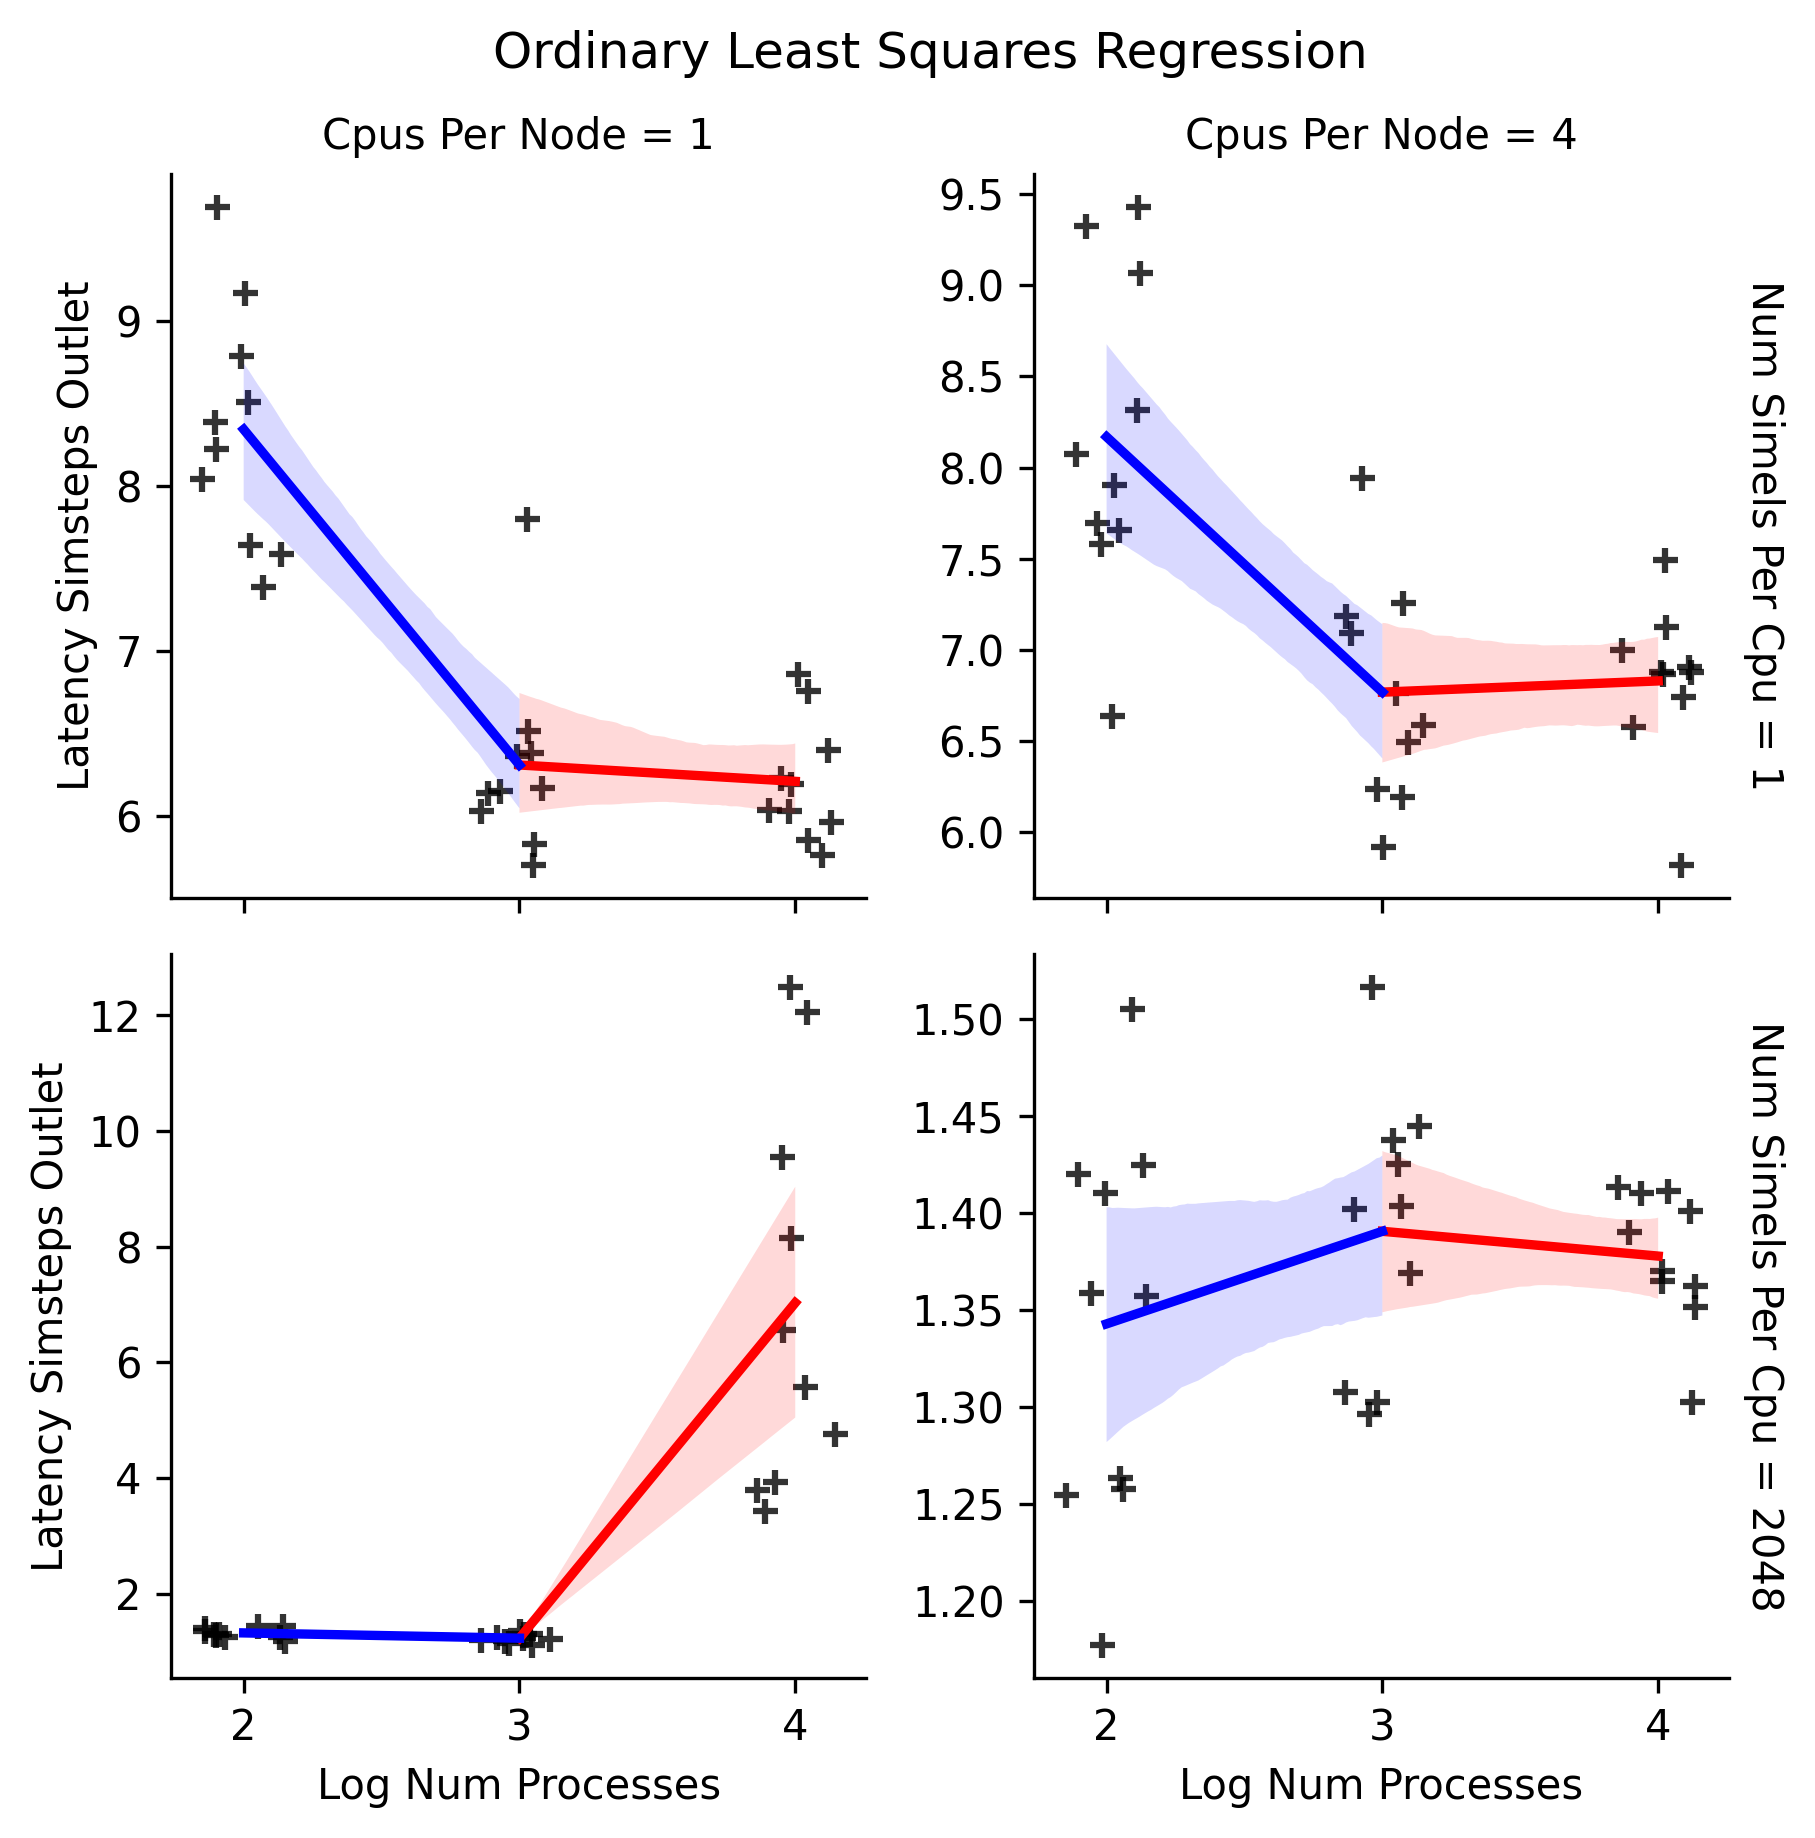 Ordinary Least Squares Regression
Cpus Per Node = 1
Cpus Per Node = 4
Latency Simsteps Outlet
9
8
7
6
9.5
9.0
8.5
8.0
7.5
7.0
6.5
6.0
Num Simels Per Cpu = 1
Latency Simsteps Outlet
12
10
8
6
4
2
1.50
1.45
1.40
1.35
1.30
1.25
1.20
Num Simels Per Cpu = 2048
2 3 4
2 3 4
Log Num Processes
Log Num Processes